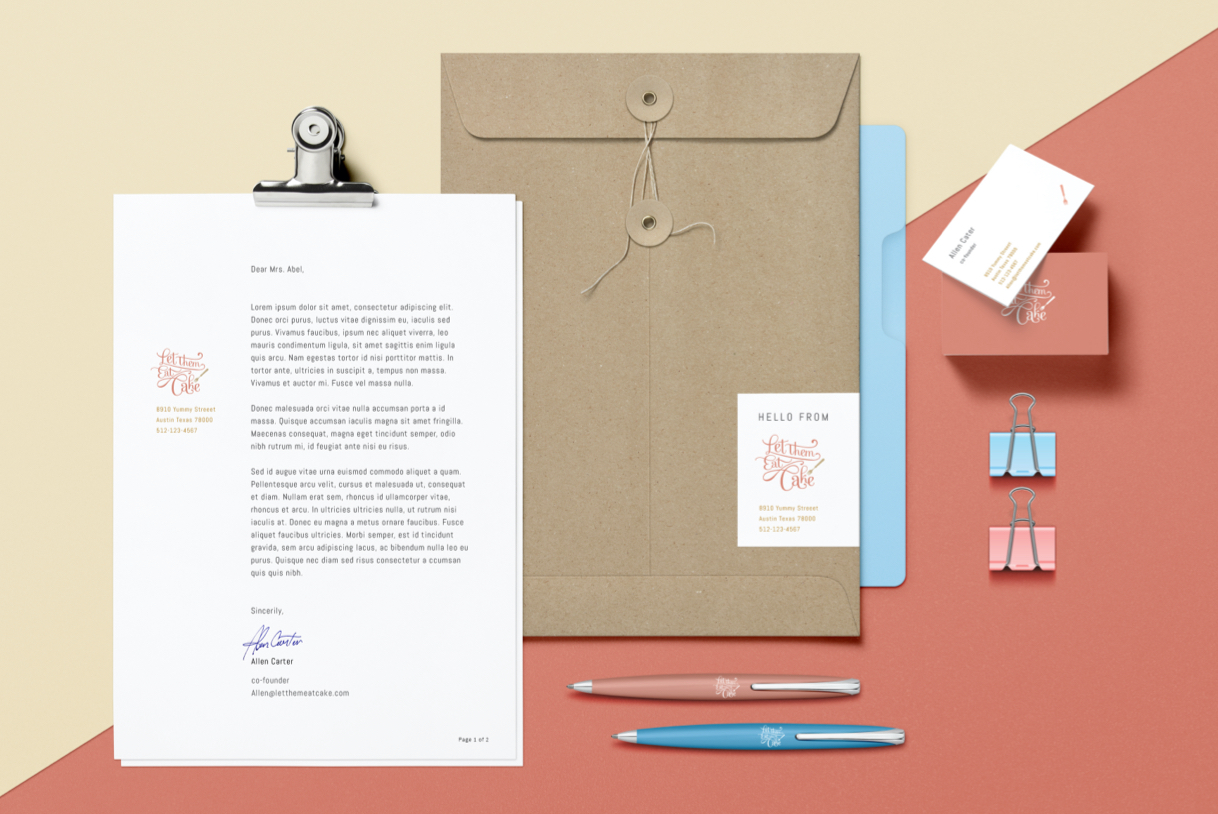 Dear Mrs. Abel,
Lorem ipsum dolor sit amet, consectetur adipiscing elit.
Donec orci purus, luctus vitae dignissim eu, iaculis sed
purus. Vivamus faucibus, ipsum nec aliquet viverra, leo
mauris condimentum ligula, sit amet sagittis enim ligula
quis arcu. Nam egestas tortor id nisi porttitor mattis. In
tortor ante, ultricies in suscipit a, tempus non massa.
Vivamus et auctor mi. Fusce vel massa nulla.
Let them
Eat
Cake
8910 Yummy Street
Austin Texas 78000
512-123-4567
Donec malesuada orci vitae nulla accumsan porta a id
massa. Quisque accumsan iaculis magna sit amet fringilla.
Maecenas consequat, magna eget tincidunt semper, odio
nibh rutrum mi, id feugiat ante nisi eu risus.
Sed id augue vitae urna euismod commodo aliquet a quam.
Pellentesque arcu velit, cursus et malesuada ut, consequat
et diam. Nullam erat sem, rhoncus id ullamcorper vitae,
rhoncus et arcu. In ultricies ultricies nulla, ut rutrum nisi
iaculis at. Donec eu magna a metus ornare faucibus. Fusce
aliquet faucibus ultricies. Morbi semper, est id tincidunt
gravida, sem arcu adipiscing lacus, ac bibendum nulla leo eu
purus. Quisque nec diam sed risus consectetur a ccumsan
quis quis nibh.
Sincerily,
Allen Carter
Allen Carter
co-founder
Allen@letthemeatcake.com
Page 1 of 2
HELLO FROM
Let them
Eat
Cake
8910 Yummy Street
Austin Texas 78000
512-123-4567
Allen Cater
co-founder
8910 Yummy Street
Austin Texas 78000
512-123-4567
allen@letthemeatcake.com
them
Cake
Let them
Eat
Cake
Let them
Eat
Cake